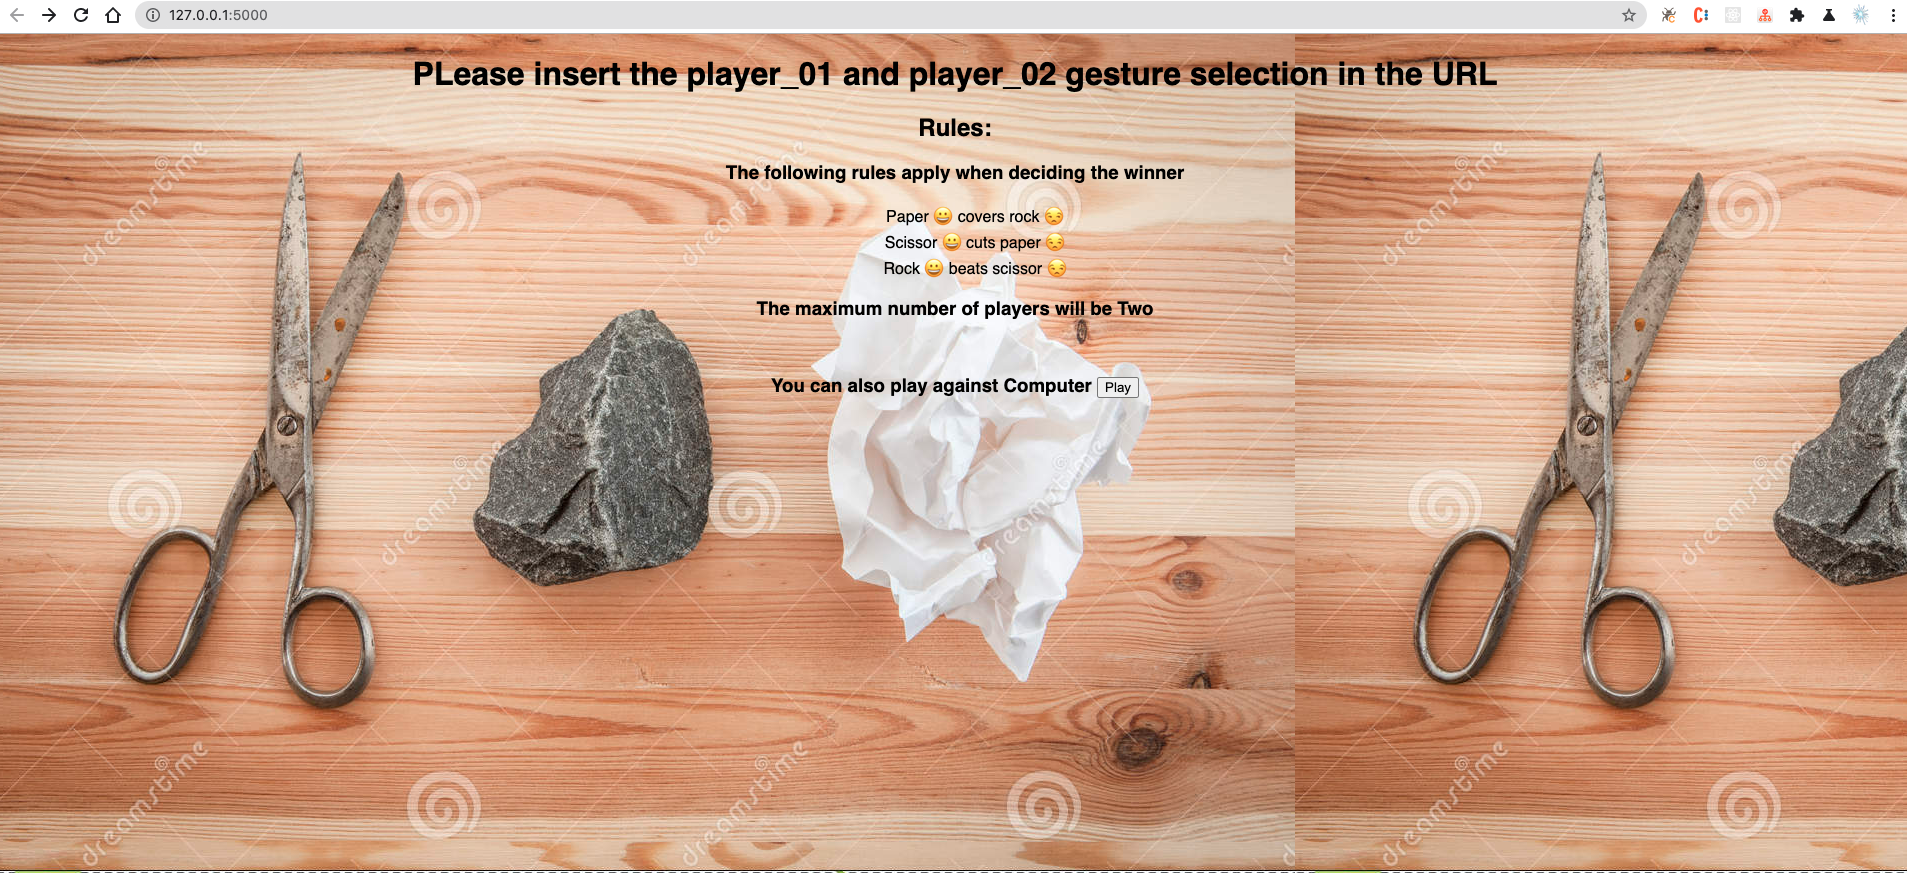 127.0.0.1:5000
PLease insert the player_01 and player_02 gesture selection in the URL
Rules:
The following rules apply when deciding the winner
Paper 😀 covers rock 😒
Scissor 😀 cuts paper 😒
Rock 😀 beats scissor 😒
The maximum number of players will be Two
You can also play against Computer Play
dreamstime
dreamstime
dreamstime
dreamstime
dreamstime
dreamstime
dreamstime
dreamstime
dreamstime